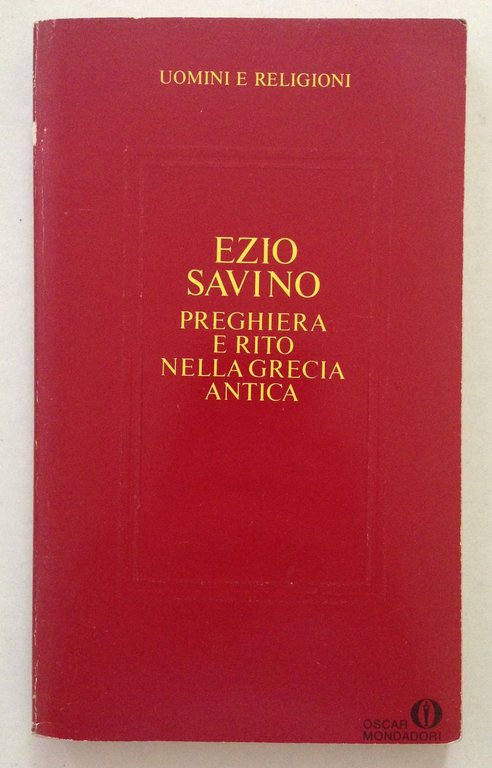 UOMINI E RELIGIONI
EZIO
SAVINO
PREGHIERA
E RITO
NELLA GRECIA
ANTICA
OSCAR
MONDADORI